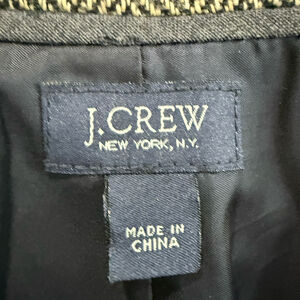 J.CREW
NEW YORK, N.Y.
MADE IN
CHINA